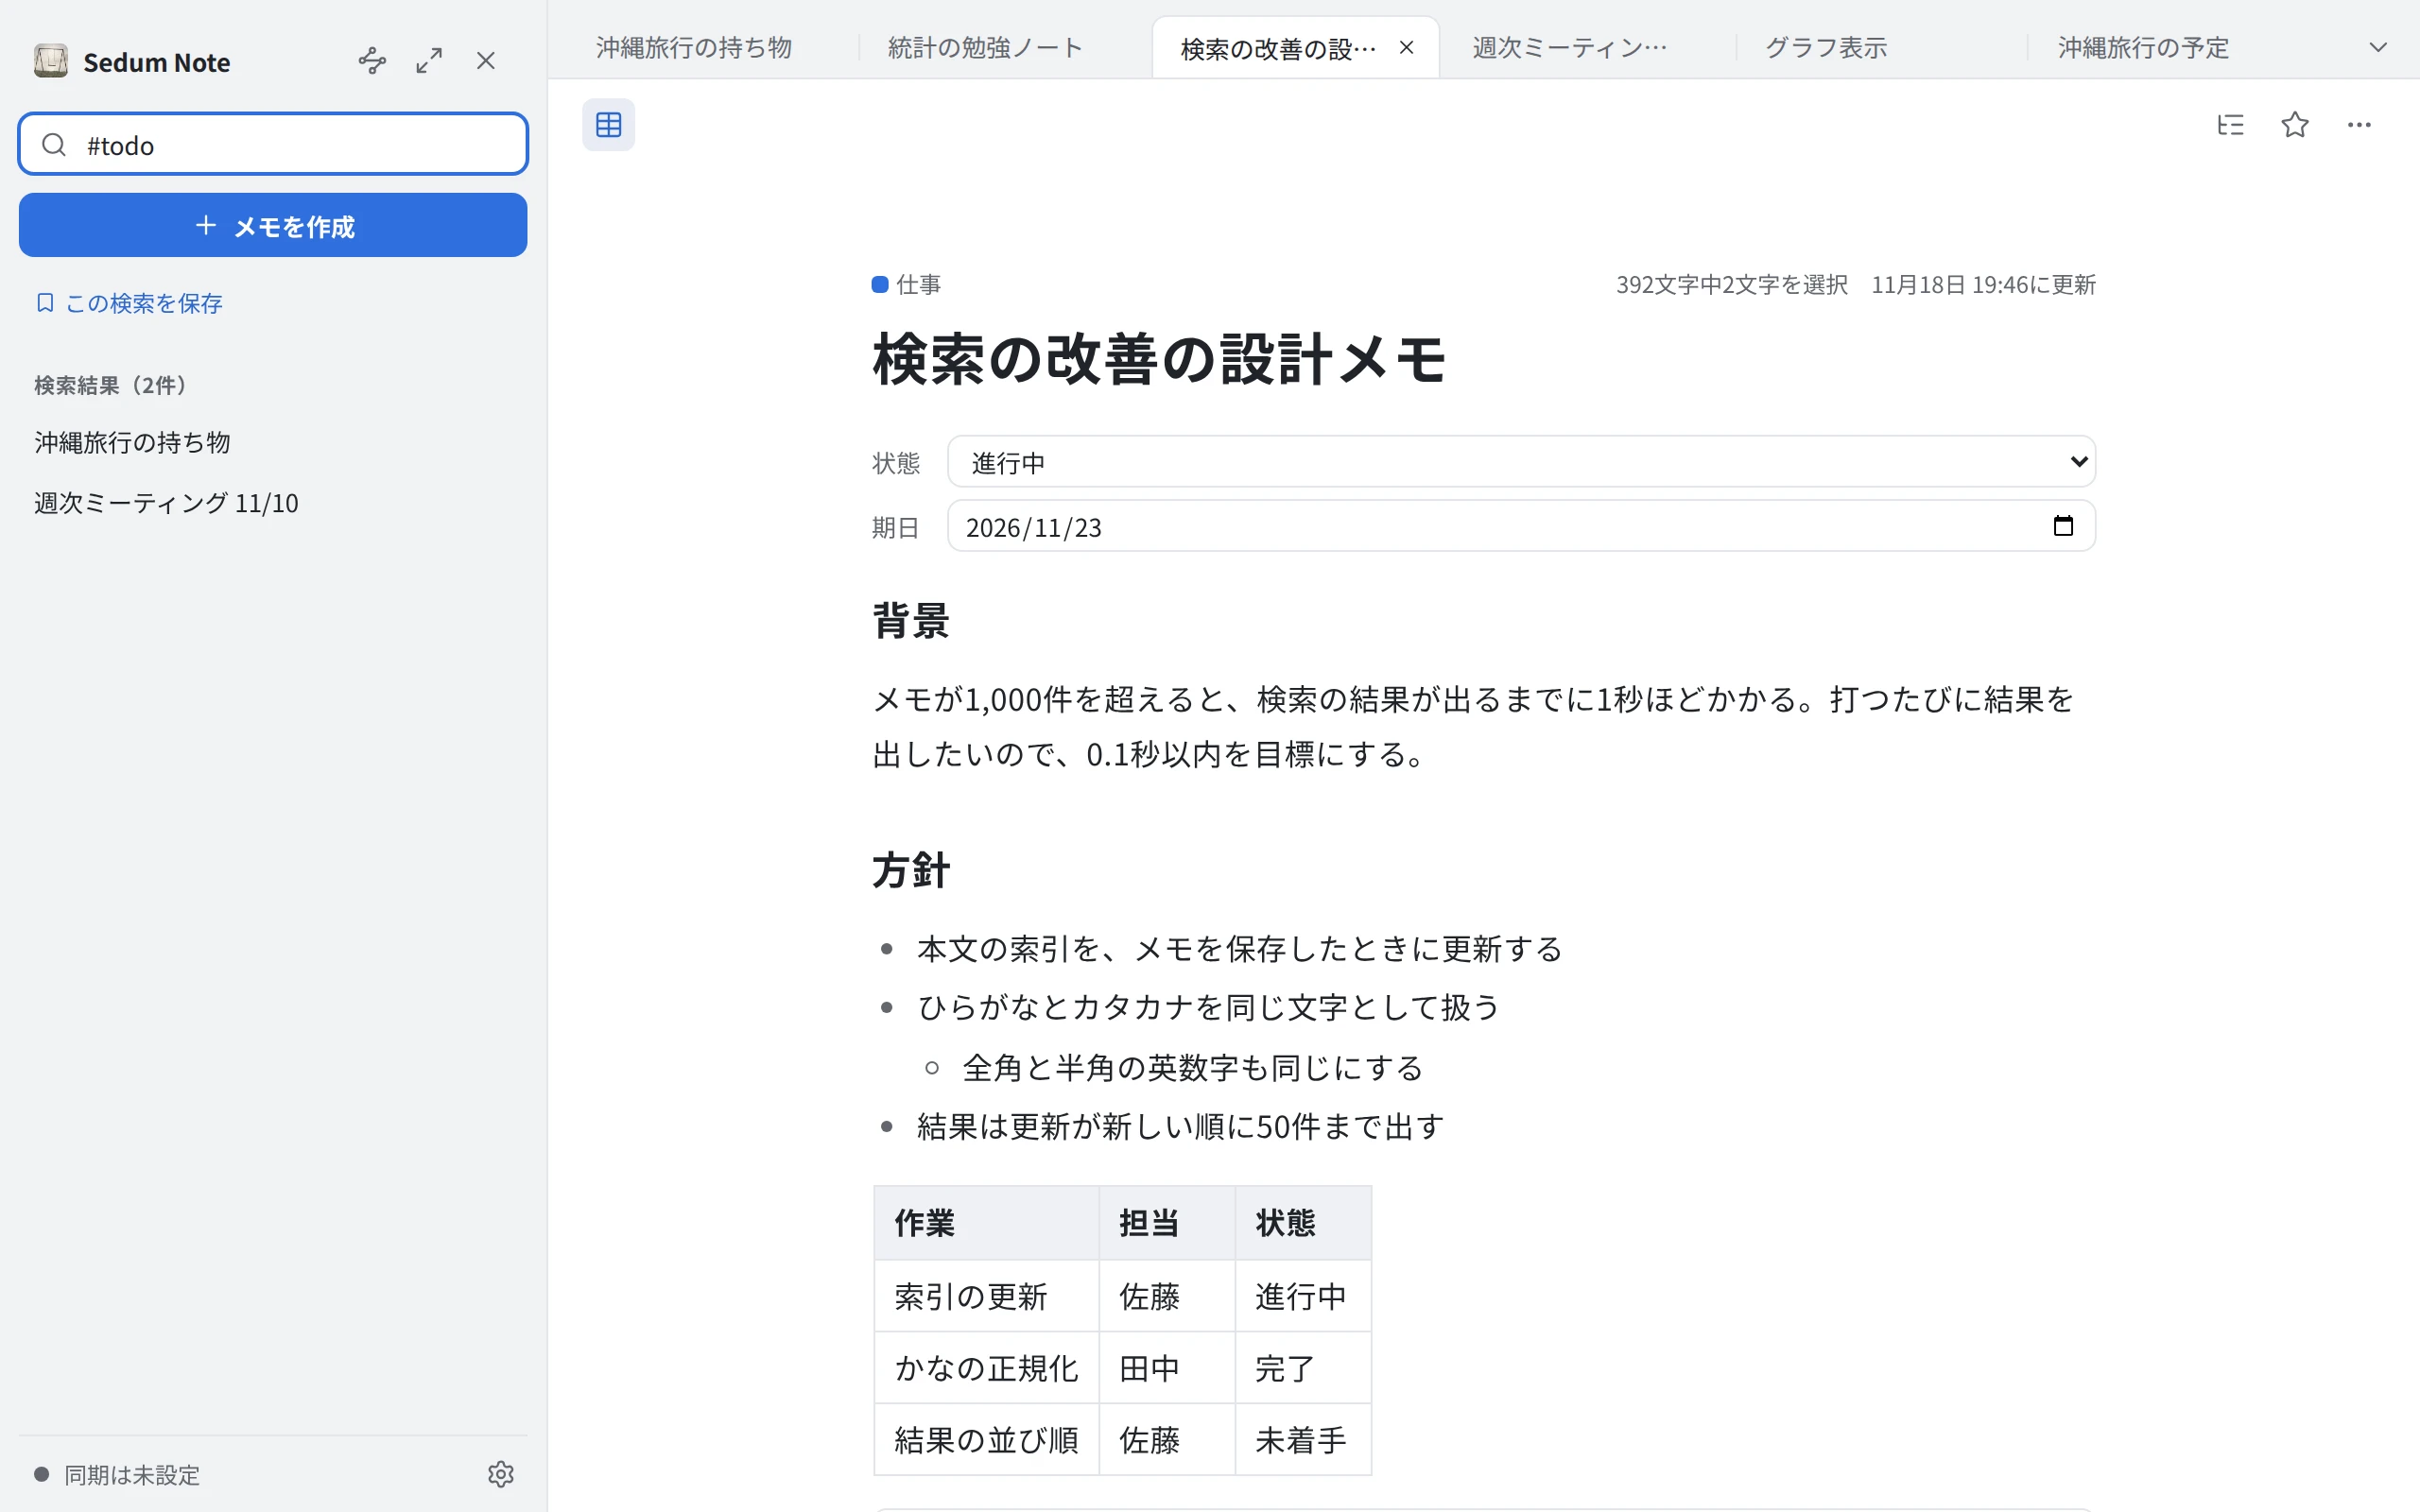 Sedum Note
#todo
メモを作成
この検索を保存
検索結果（2件）
沖縄旅行の持ち物
週次ミーティング 11/10
同期は未設定
沖縄旅行の持ち物
統計の勉強ノート
検索の改善の設…
週次ミーティン…
グラフ表示
沖縄旅行の予定
仕事
392文字中2文字を選択 11月18日 19:46に更新
検索の改善の設計メモ
状態 進行中
期日 2026/11/23
背景
メモが1,000件を超えると、検索の結果が出るまでに1秒ほどかかる。打つたびに結果を
出したいので、0.1秒以内を目標にする。
方針
本文の索引を、メモを保存したときに更新する
ひらがなとカタカナを同じ文字として扱う
全角と半角の英数字も同じにする
結果は更新が新しい順に50件まで出す
作業 担当 状態
索引の更新 佐藤 進行中
かなの正規化 田中 完了
結果の並び順 佐藤 未着手